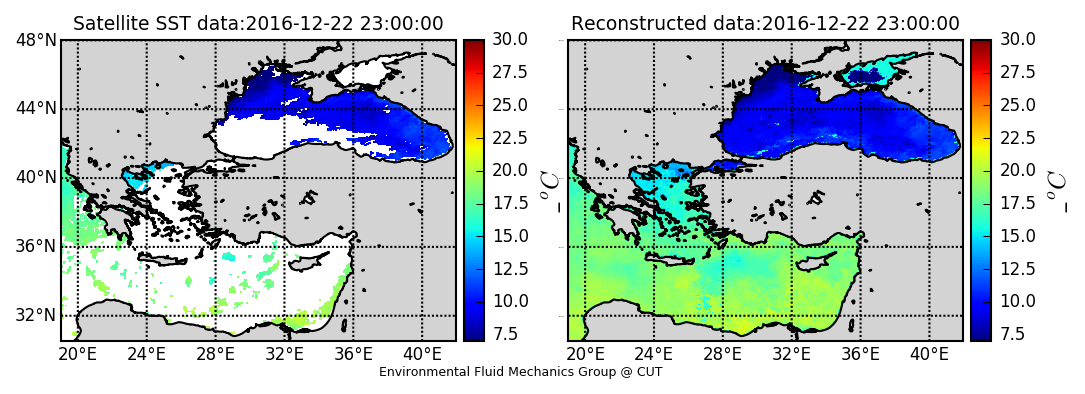 Satellite SST data:2016-12-22 23:00:00
48°N
44°N
40°N
36°N
32°N
20°E 24°E 28°E 32°E 36°E 40°E
30.0
27.5
25.0
22.5
20.0
17.5
15.0
12.5
10.0
7.5
_ °C
Reconstructed data:2016-12-22 23:00:00
20°E 24°E 28°E 32°E 36°E 40°E
30.0
27.5
25.0
22.5
20.0
17.5
15.0
12.5
10.0
7.5
_ °C
Environmental Fluid Mechanics Group @ CUT